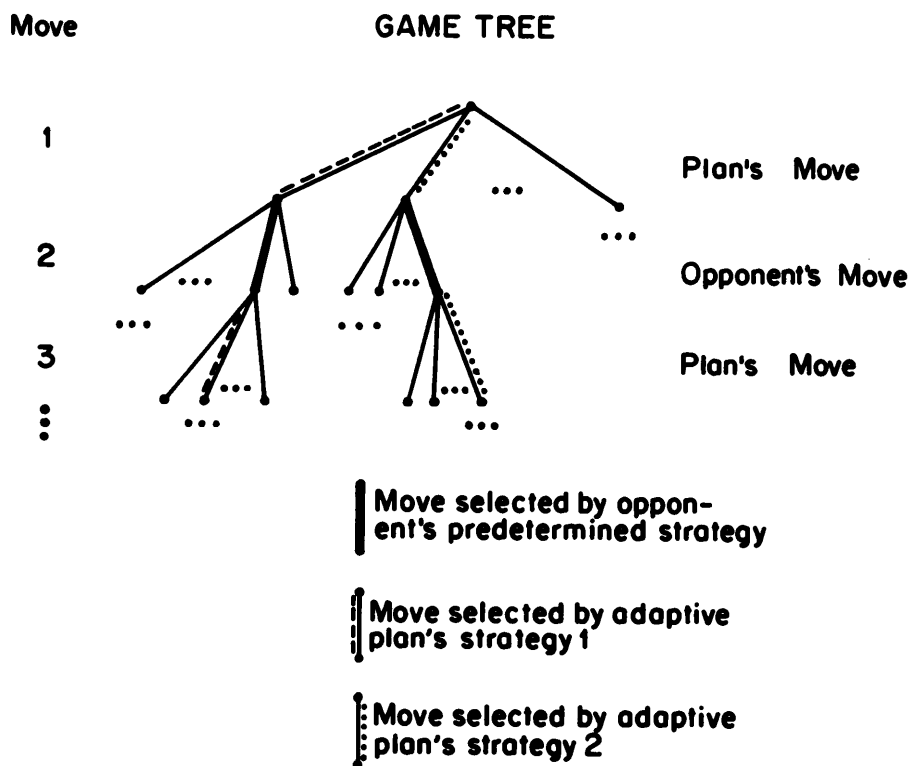 Move
GAME TREE
1
Plan's Move
...
...
2
...
...
Opponent's Move
...
...
3
Plan's Move
...
...
...
...
Move selected by oppon-
ent's predetermined strategy
Move selected by adaptive
plan's strategy 1
Move selected by adaptive
plan's strategy 2